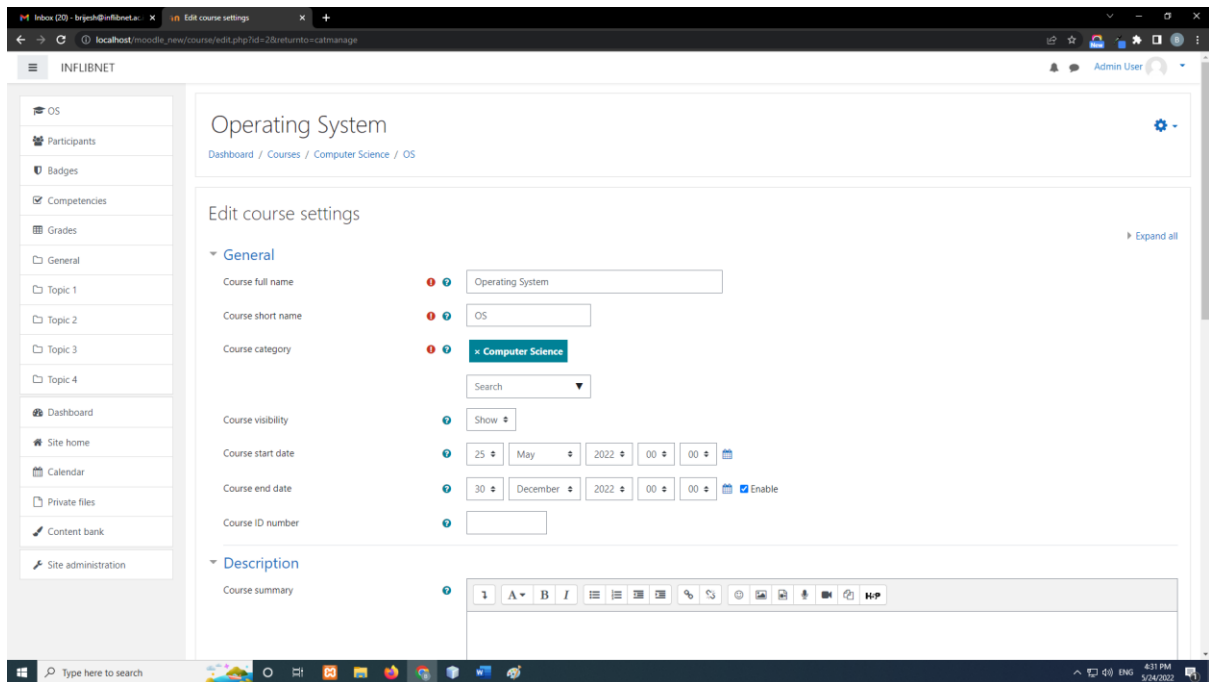 Inbox (20) - brijesh@inflibnet.ac. X
Edit course settings X +
localhost/moodle_new/course/edit.php?id=2&returnto=catmanage
New
B
INFLIBNET
Admin User
OS
Participants
Badges
Competencies
Grades
General
Topic 1
Topic 2
Topic 3
Topic 4
Dashboard
Site home
Calendar
Private files
Content bank
Site administration
Operating System
Dashboard / Courses / Computer Science / OS
Edit course settings
Expand all
General
Course full name Operating System
Course short name OS
Course category × Computer Science
Search
Course visibility Show
Course start date 25 May 2022 00 00
Course end date 30 December 2022 00 00 Enable
Course ID number
Description
Course summary
A B I H-P
Type here to search
ENG 4:31 PM
5/24/2022